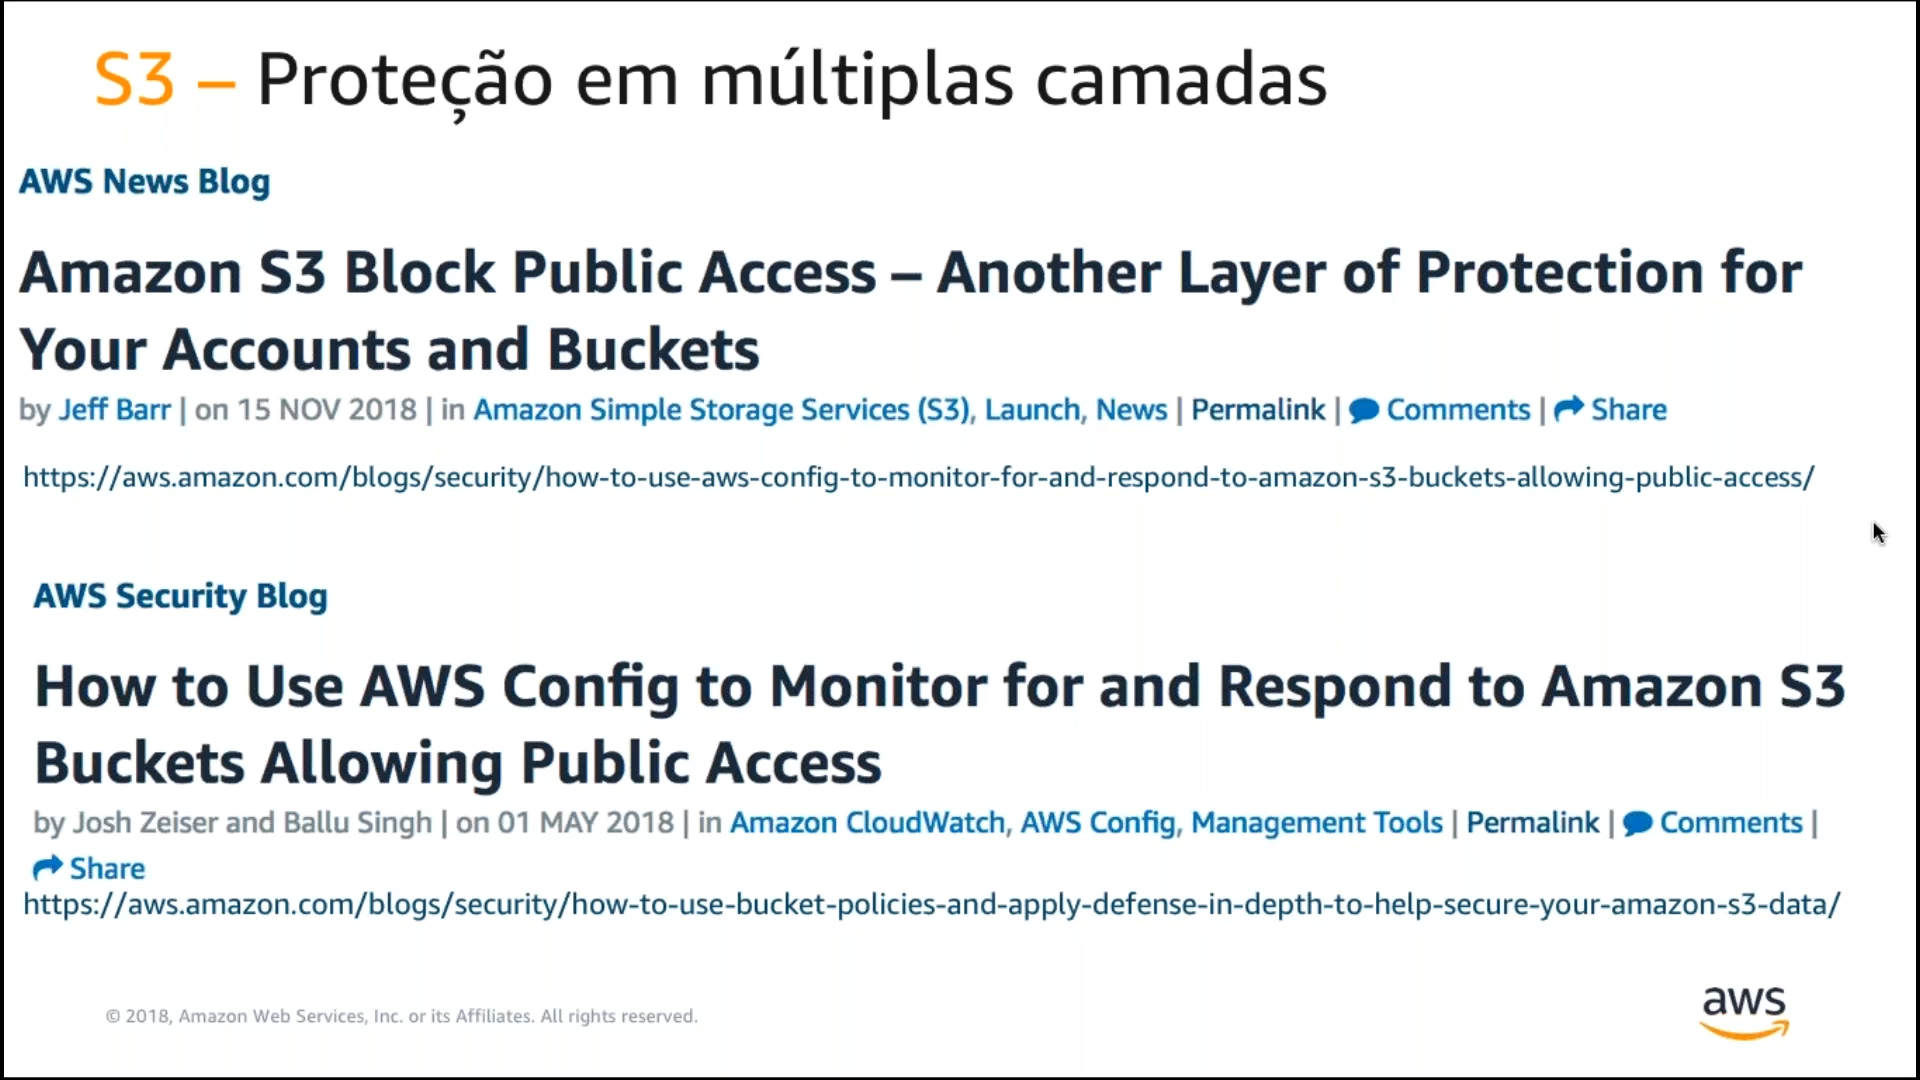 S3 – Proteção em múltiplas camadas
AWS News Blog
Amazon S3 Block Public Access – Another Layer of Protection for
Your Accounts and Buckets
by Jeff Barr | on 15 NOV 2018 | in Amazon Simple Storage Services (S3), Launch, News | Permalink | Comments | Share
https://aws.amazon.com/blogs/security/how-to-use-aws-config-to-monitor-for-and-respond-to-amazon-s3-buckets-allowing-public-access/
AWS Security Blog
How to Use AWS Config to Monitor for and Respond to Amazon S3
Buckets Allowing Public Access
by Josh Zeiser and Ballu Singh | on 01 MAY 2018 | in Amazon CloudWatch, AWS Config, Management Tools | Permalink | Comments |
Share
https://aws.amazon.com/blogs/security/how-to-use-bucket-policies-and-apply-defense-in-depth-to-help-secure-your-amazon-s3-data/
© 2018, Amazon Web Services, Inc. or its Affiliates. All rights reserved.
aws